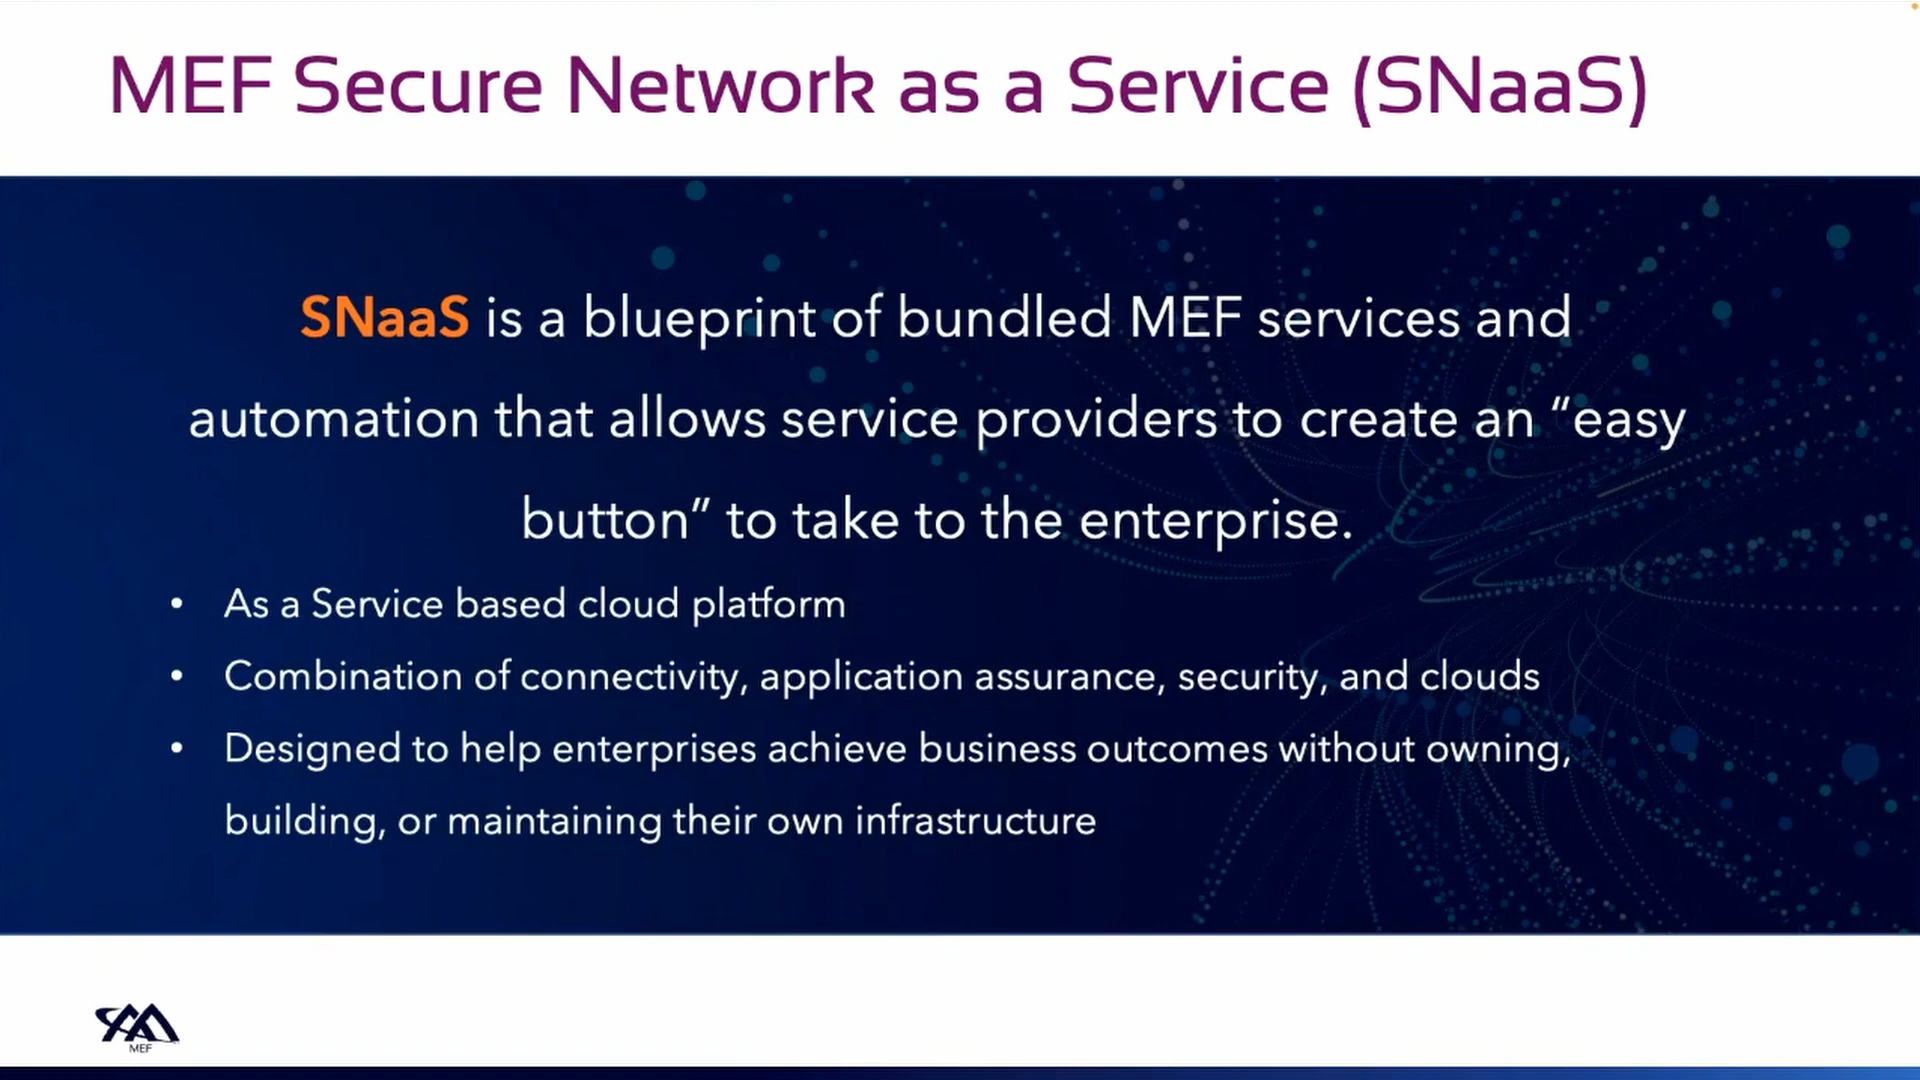 MEF Secure Network as a Service (SNaaS)
SNaaS is a blueprint of bundled MEF services and
automation that allows service providers to create an “easy
button” to take to the enterprise.
• As a Service based cloud platform
• Combination of connectivity, application assurance, security, and clouds
• Designed to help enterprises achieve business outcomes without owning,
building, or maintaining their own infrastructure
MEF